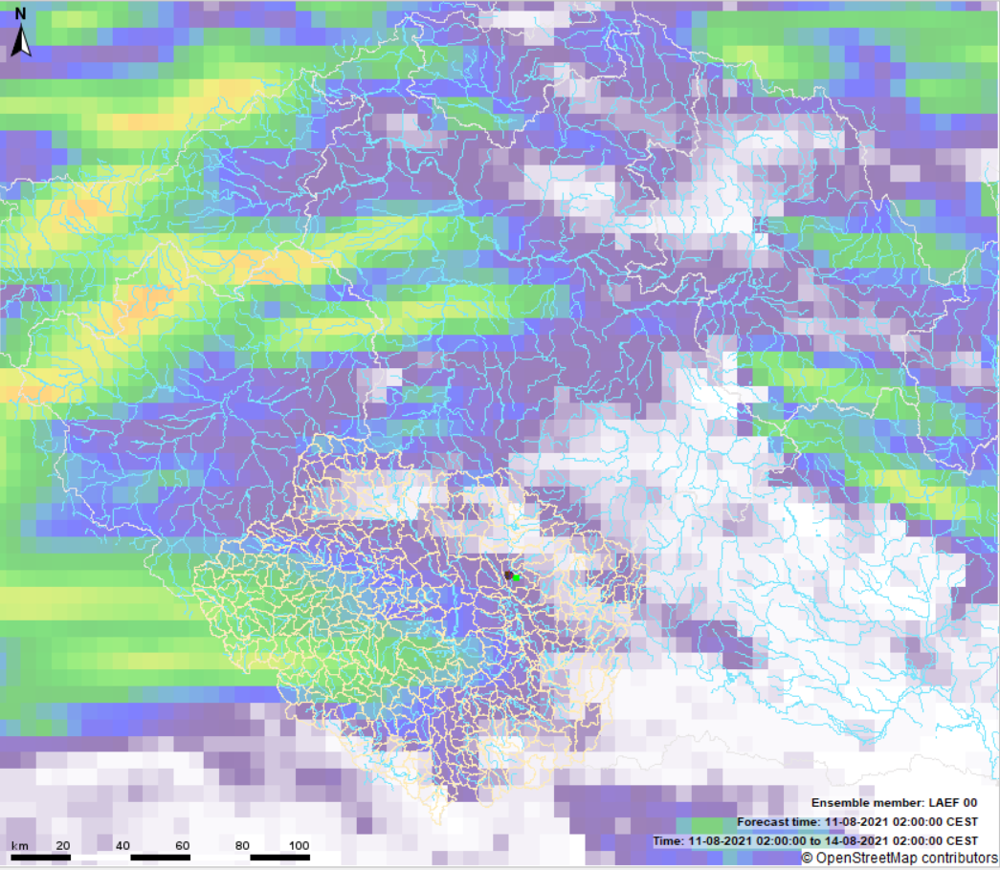 N
Ensemble member: LAEF 00
Forecast time: 11-08-2021 02:00:00 CEST
Time: 11-08-2021 02:00:00 to 14-08-2021 02:00:00 CEST
km 20 40 60 80 100
© OpenStreetMap contributors